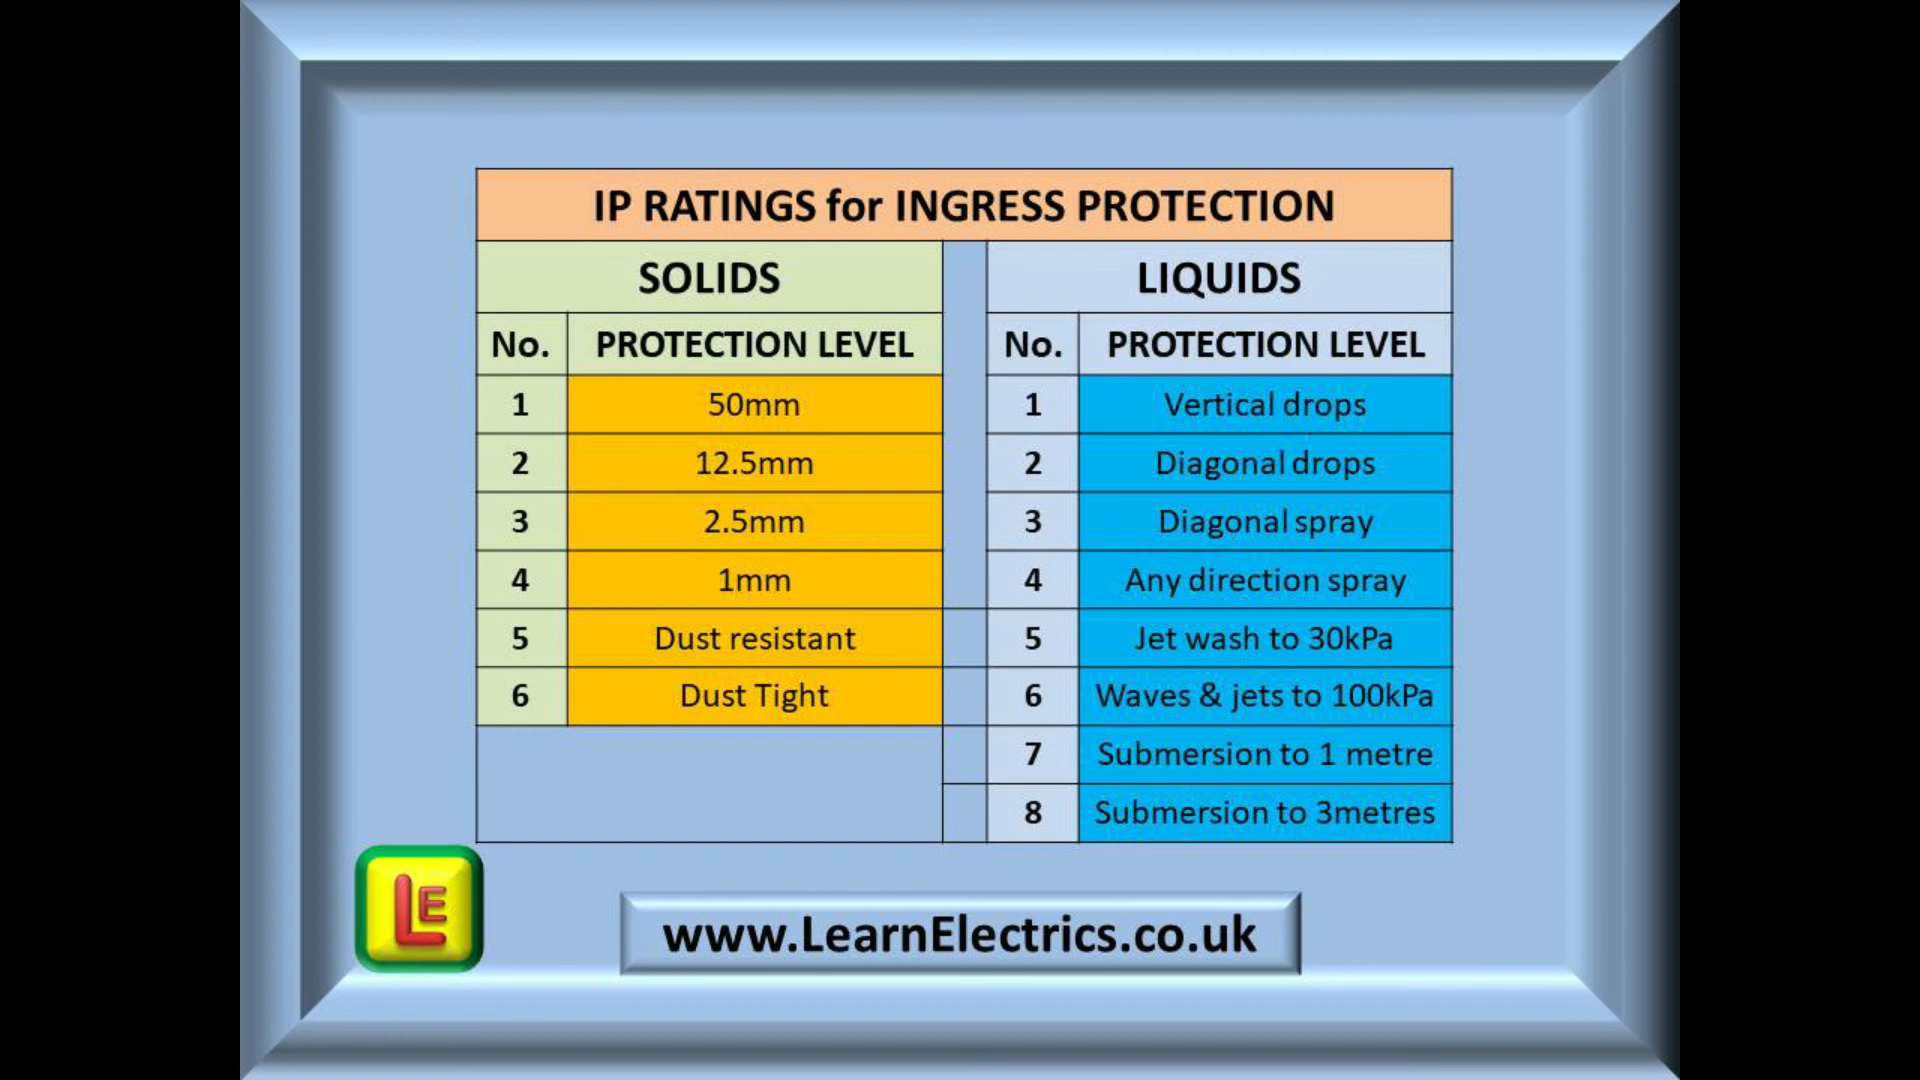 IP RATINGS for INGRESS PROTECTION
SOLIDS LIQUIDS
No. PROTECTION LEVEL No. PROTECTION LEVEL
1 50mm 1 Vertical drops
2 12.5mm 2 Diagonal drops
3 2.5mm 3 Diagonal spray
4 1mm 4 Any direction spray
5 Dust resistant 5 Jet wash to 30kPa
6 Dust Tight 6 Waves & jets to 100kPa
7 Submersion to 1 metre
8 Submersion to 3metres
LE
www.LearnElectrics.co.uk